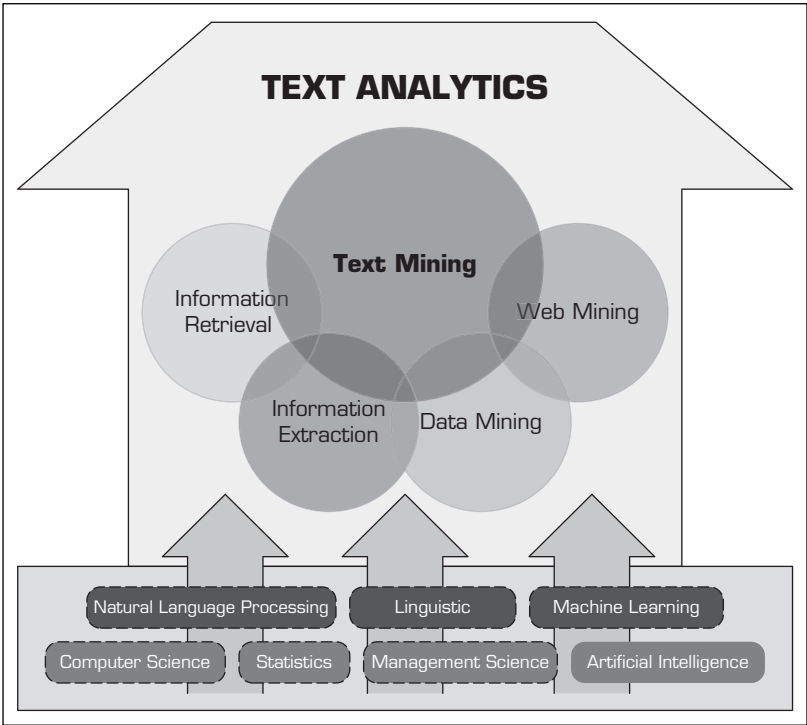 TEXT ANALYTICS
Text Mining
Information
Retrieval
Web Mining
Information
Extraction
Data Mining
Natural Language Processing
Linguistic
Machine Learning
Computer Science
Statistics
Management Science
Artificial Intelligence